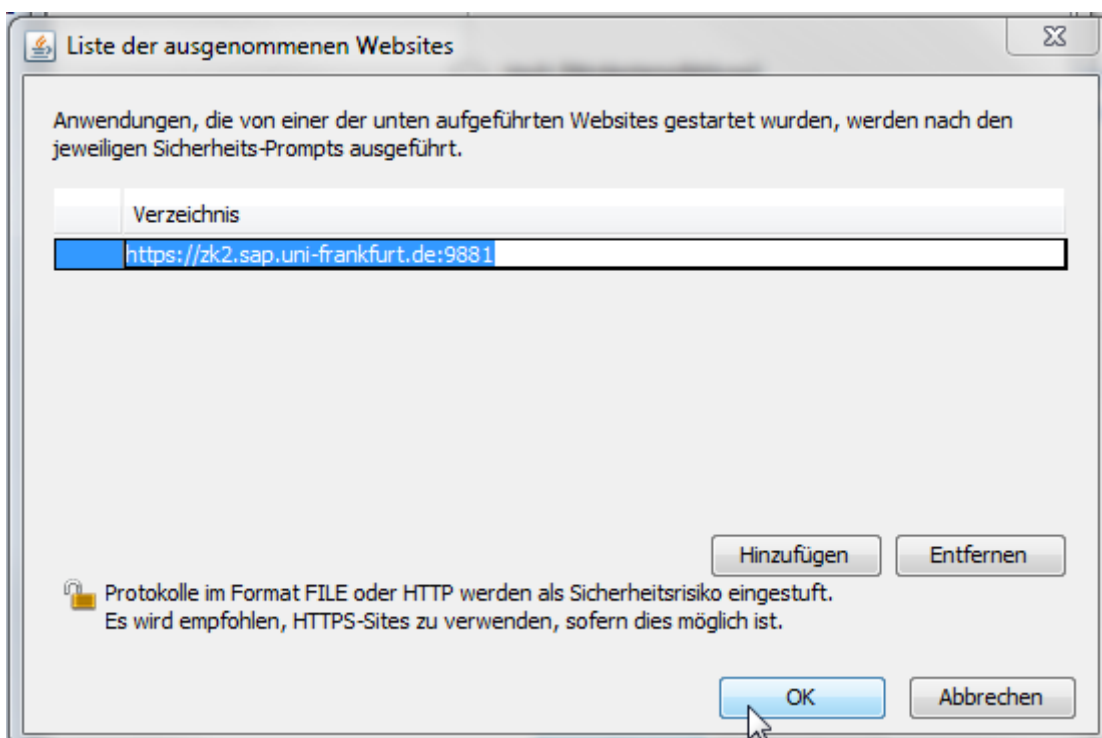 Liste der ausgenommenen Websites
Anwendungen, die von einer der unten aufgeführten Websites gestartet wurden, werden nach den
jeweiligen Sicherheits-Prompts ausgeführt.
Verzeichnis
https://zk2.sap.uni-frankfurt.de:9881
Hinzufügen Entfernen
Protokolle im Format FILE oder HTTP werden als Sicherheitsrisiko eingestuft.
Es wird empfohlen, HTTPS-Sites zu verwenden, sofern dies möglich ist.
OK Abbrechen